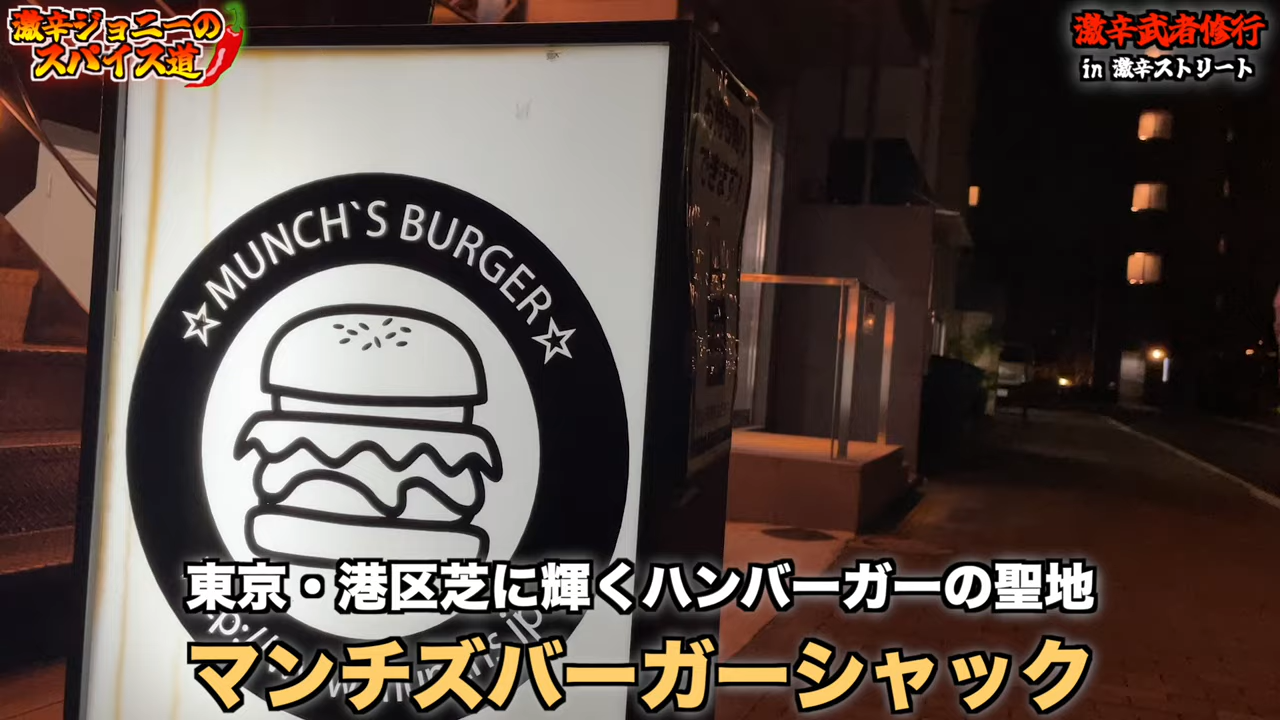 激辛ジョニーの
スパイス道
激辛武者修行
in 激辛ストリート
MUNCH`S BURGER
東京・港区芝に輝くハンバーガーの聖地
マンチズバーガーシャック